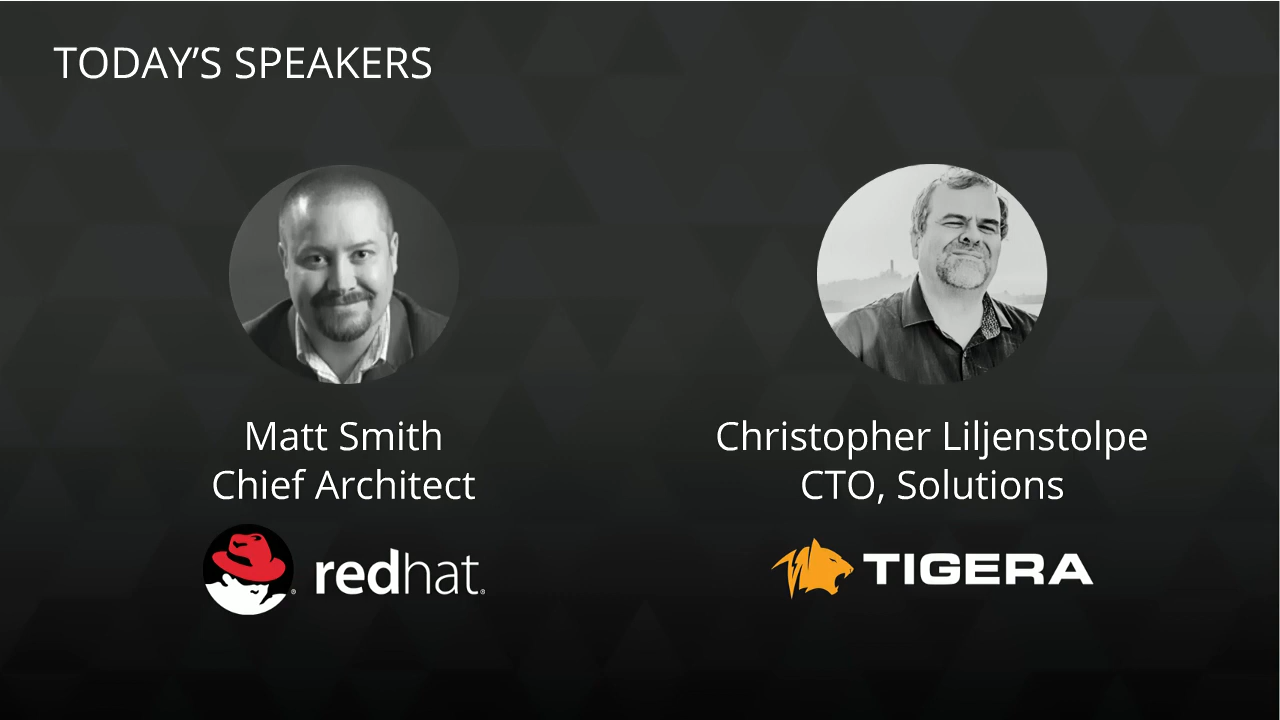 TODAY’S SPEAKERS
Matt Smith
Chief Architect
redhat
Christopher Liljenstolpe
CTO, Solutions
TIGERA